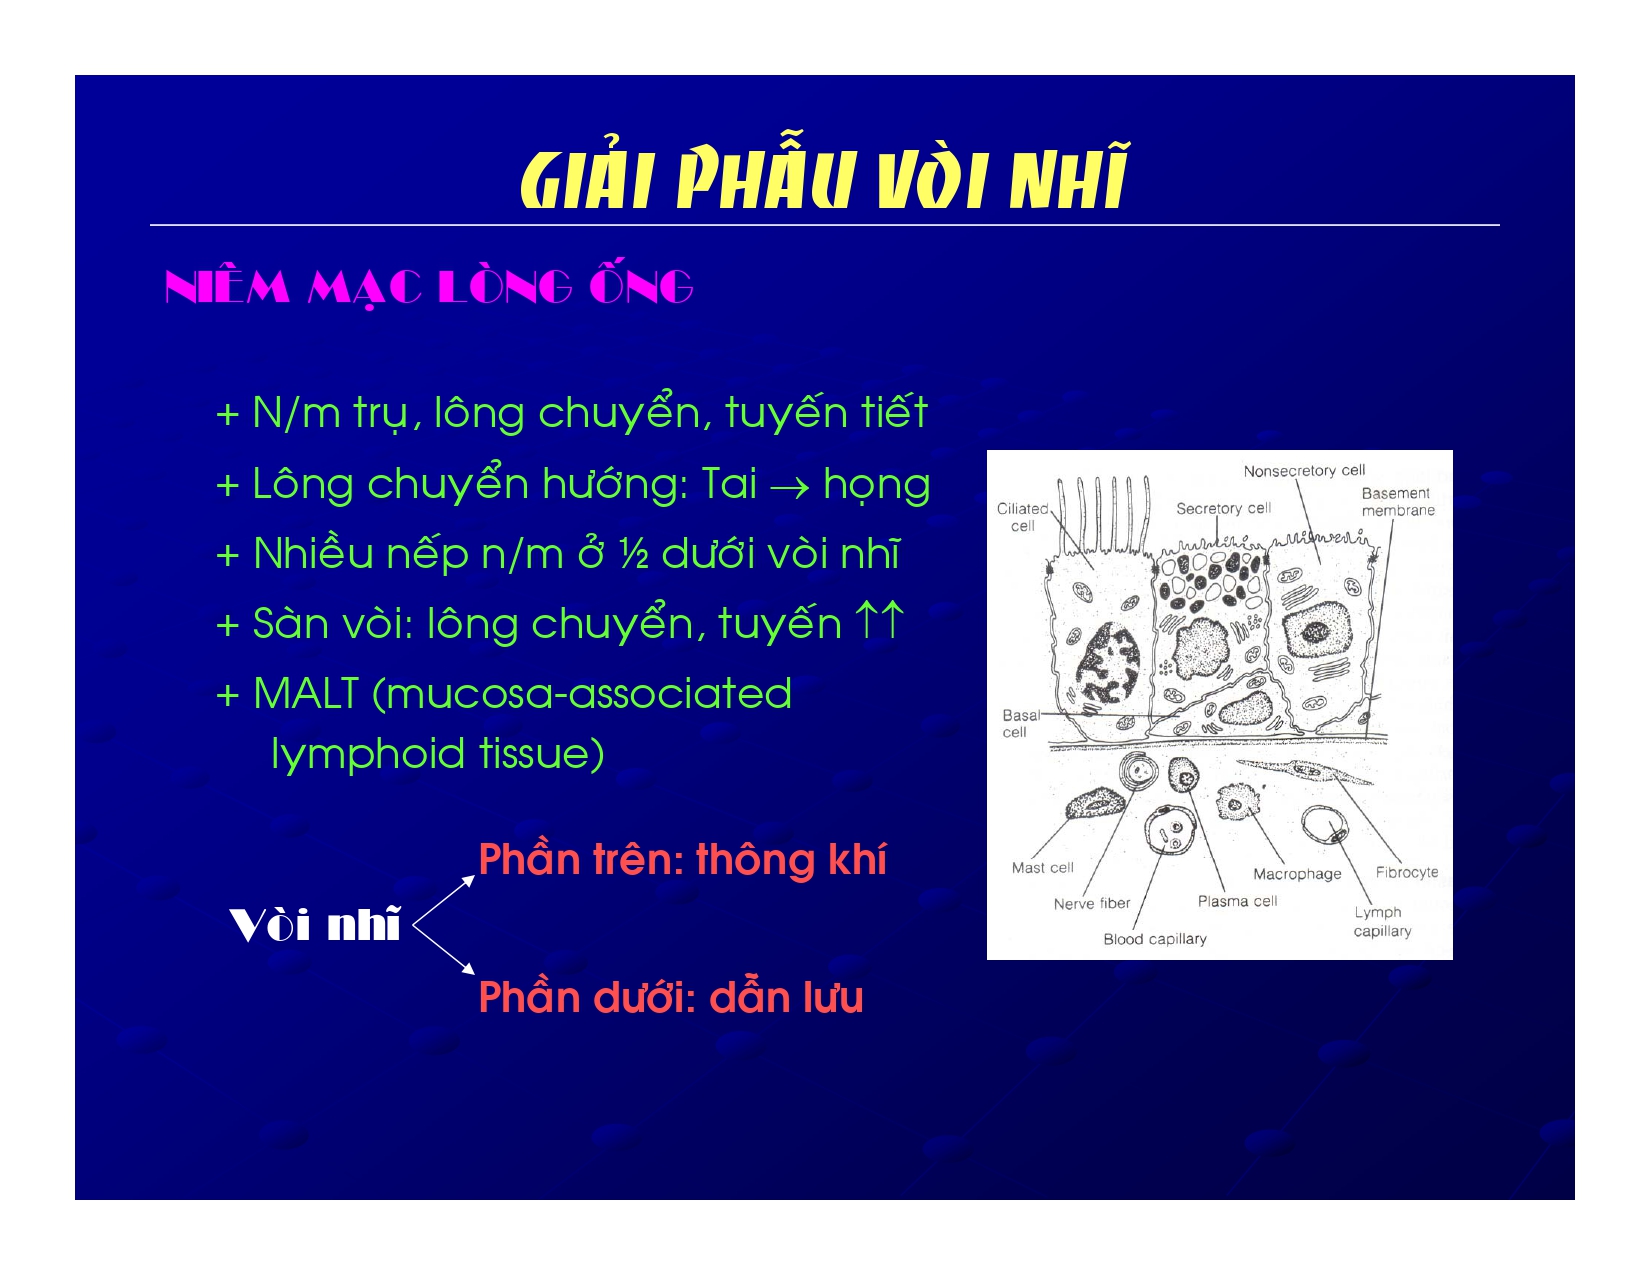 GIẢI PHẪU VÒI NHĨ
NIÊM MẠC LÒNG ỐNG
+ N/m trụ, lông chuyển, tuyến tiết
+ Lông chuyển hướng: Tai → họng
+ Nhiều nếp n/m ở ½ dưới vòi nhĩ
+ Sàn vòi: lông chuyển, tuyến ↑↑
+ MALT (mucosa-associated
lymphoid tissue)
Phần trên: thông khí
Vòi nhĩ
Phần dưới: dẫn lưu
Nonsecretory cell
Basement
membrane
Ciliated
cell
Secretory cell
Basal
cell
Mast cell
Macrophage
Fibrocyte
Nerve fiber
Plasma cell
Lymph
capillary
Blood capillary